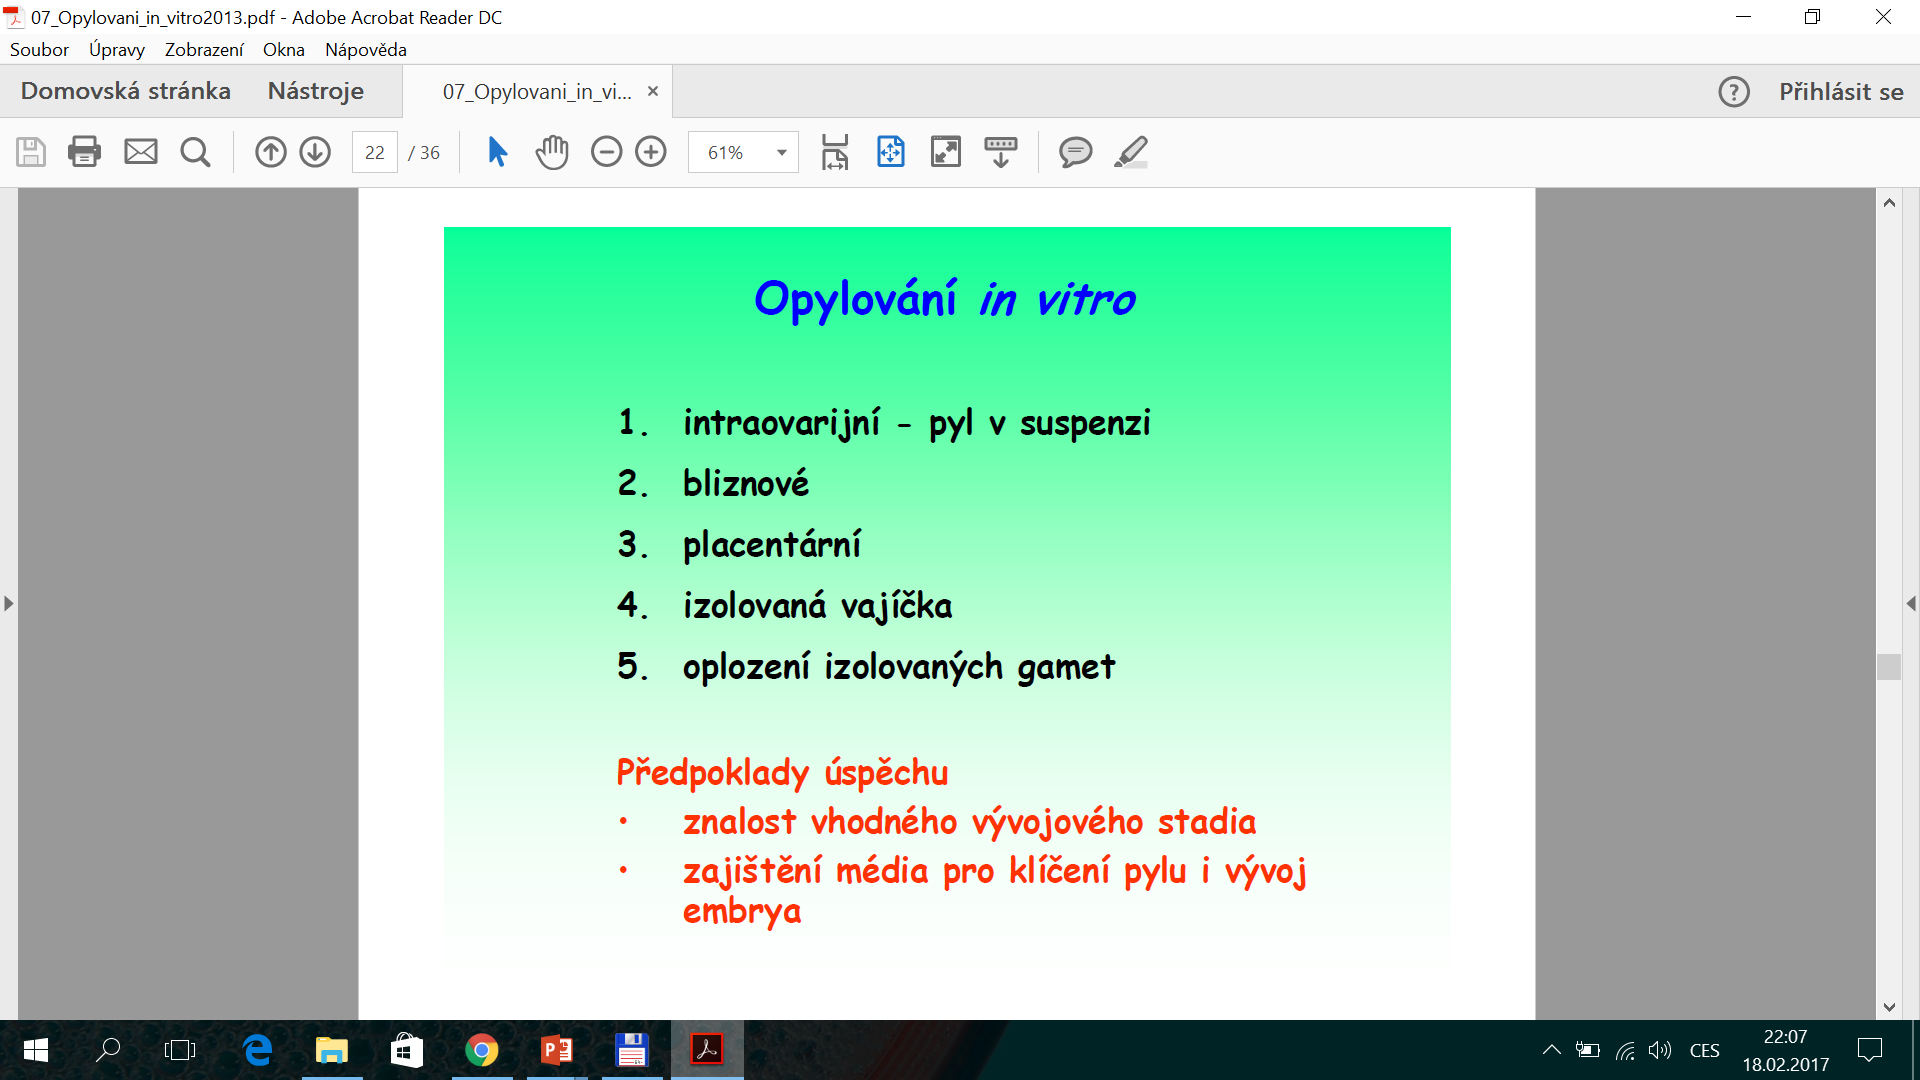 07_Opylovani_in_vitro2013.pdf - Adobe Acrobat Reader DC
Soubor Úpravy Zobrazení Okna Nápověda
Domovská stránka Nástroje 07_Opylovani_in_vi... × ? Přihlásit se
22 / 36 61%
Opylování in vitro
1. intraovarijní - pyl v suspenzi
2. bliznové
3. placentární
4. izolovaná vajíčka
5. oplození izolovaných gamet
Předpoklady úspěchu
• znalost vhodného vývojového stadia
• zajištění média pro klíčení pylu i vývoj
embrya
CES
22:07
18.02.2017